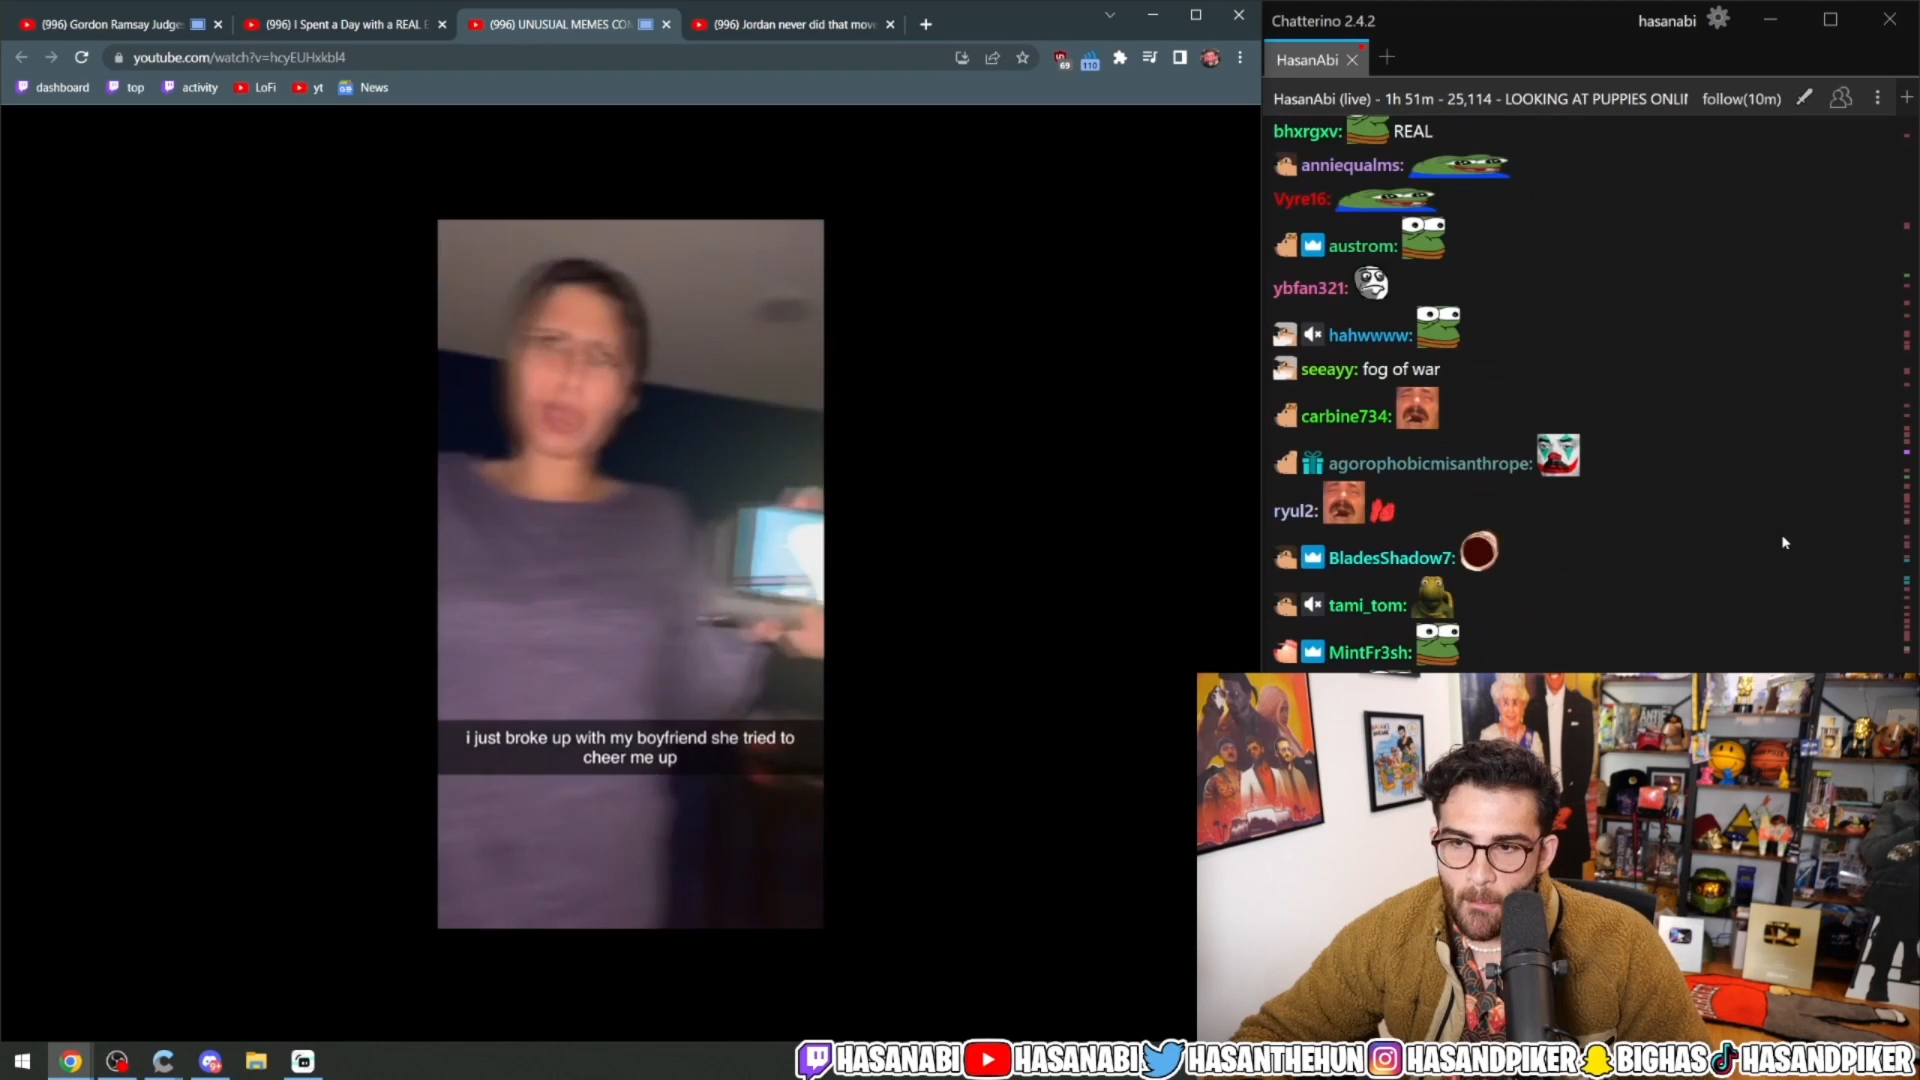 (996) Gordon Ramsay Judge
(996) I Spent a Day with a REAL E
(996) UNUSUAL MEMES CO
(996) Jordan never did that mov
youtube.com/watch?v=hcyEUHxkbl4
69
110
dashboard
top
activity
LoFi
yt
News
i just broke up with my boyfriend she tried to
cheer me up
Chatterino 2.4.2
hasanabi
HasanAbi
HasanAbi (live) - 1h 51m - 25,114 - LOOKING AT PUPPIES ONLI
follow(10m)
bhxrgxv: REAL
anniequalms:
Vyre16:
austrom:
ybfan321:
hahwwww:
seeayy: fog of war
carbine734:
agorophobicmisanthrope:
ryul2:
BladesShadow7:
tami_tom:
MintFr3sh:
HASANABI
HASANABI
HASANTHEHUN
HASANDPIKER
BIGHAS
HASANDPIKER